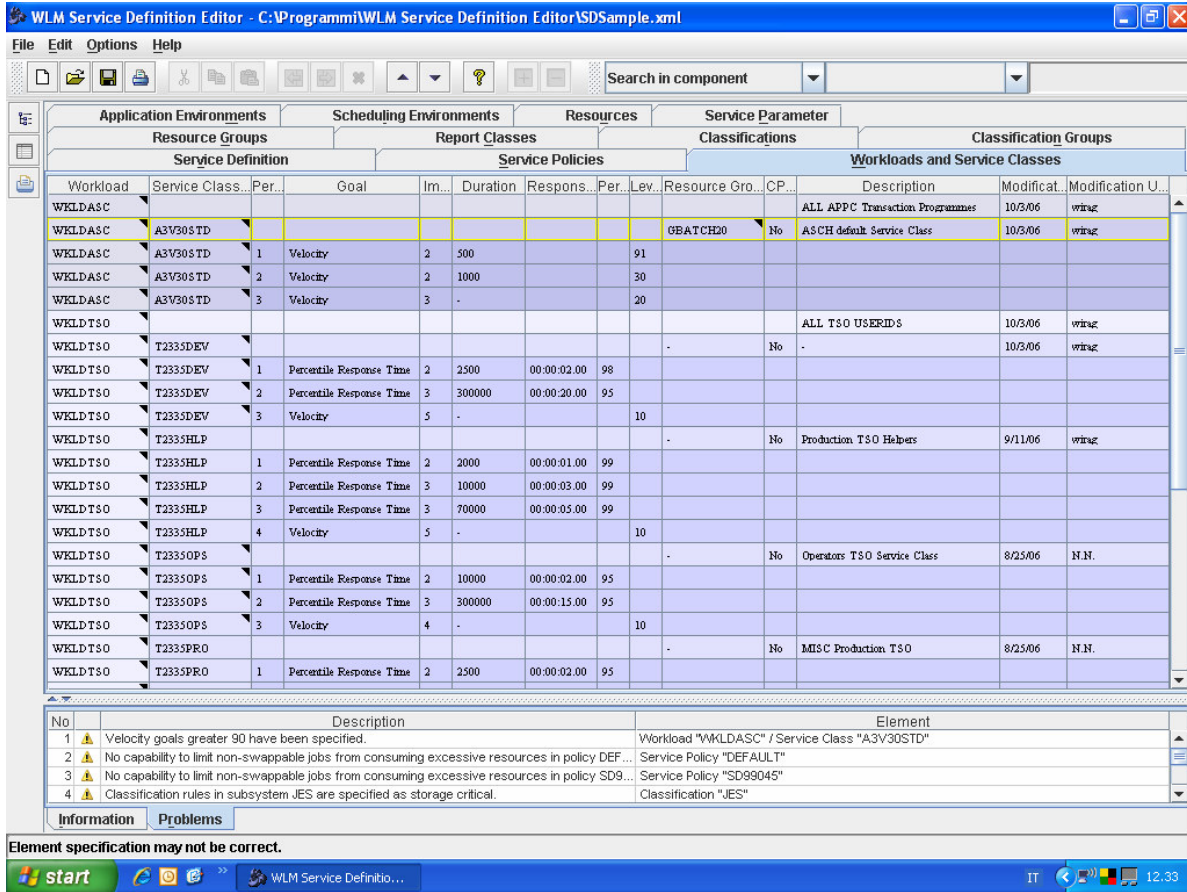 WLM Service Definition Editor - C:\Programmi\WLM Service Definition Editor\SDSample.xml
File Edit Options Help
Search in component
Application Environments Scheduling Environments Resources Service Parameter
Resource Groups Report Classes Classifications Classification Groups
Service Definition Service Policies Workloads and Service Classes
Workload Service Class... Per... Goal Im... Duration Respons... Per... Lev... Resource Gro... CP... Description Modificat... Modification U...
WKLDASC ALL APPC Transaction Programmes 10/3/06 wirag
WKLDASC A3V30STD GBATCH20 No ASCH default Service Class 10/3/06 wirag
WKLDASC A3V30STD 1 Velocity 2 500 91
WKLDASC A3V30STD 2 Velocity 2 1000 30
WKLDASC A3V30STD 3 Velocity 3 - 20
WKLDTSO ALL TSO USERIDS 10/3/06 wirag
WKLDTSO T2335DEV - No - 10/3/06 wirag
WKLDTSO T2335DEV 1 Percentile Response Time 2 2500 00:00:02.00 98
WKLDTSO T2335DEV 2 Percentile Response Time 3 300000 00:00:20.00 95
WKLDTSO T2335DEV 3 Velocity 5 - 10
WKLDTSO T2335HLP - No Production TSO Helpers 9/11/06 wirag
WKLDTSO T2335HLP 1 Percentile Response Time 2 2000 00:00:01.00 99
WKLDTSO T2335HLP 2 Percentile Response Time 3 10000 00:00:03.00 99
WKLDTSO T2335HLP 3 Percentile Response Time 3 70000 00:00:05.00 99
WKLDTSO T2335HLP 4 Velocity 5 - 10
WKLDTSO T2335OPS - No Operators TSO Service Class 8/25/06 N.N.
WKLDTSO T2335OPS 1 Percentile Response Time 2 10000 00:00:02.00 95
WKLDTSO T2335OPS 2 Percentile Response Time 3 300000 00:00:15.00 95
WKLDTSO T2335OPS 3 Velocity 4 - 10
WKLDTSO T2335PRO - No MISC Production TSO 8/25/06 N.N.
WKLDTSO T2335PRO 1 Percentile Response Time 2 2500 00:00:02.00 95
No Description Element
1 Velocity goals greater 90 have been specified. Workload "WKLDASC" / Service Class "A3V30STD"
2 No capability to limit non-swappable jobs from consuming excessive resources in policy DEF... Service Policy "DEFAULT"
3 No capability to limit non-swappable jobs from consuming excessive resources in policy SD9... Service Policy "SD99045"
4 Classification rules in subsystem JES are specified as storage critical. Classification "JES"
Information Problems
Element specification may not be correct.
start WLM Service Definitio... IT 12.33